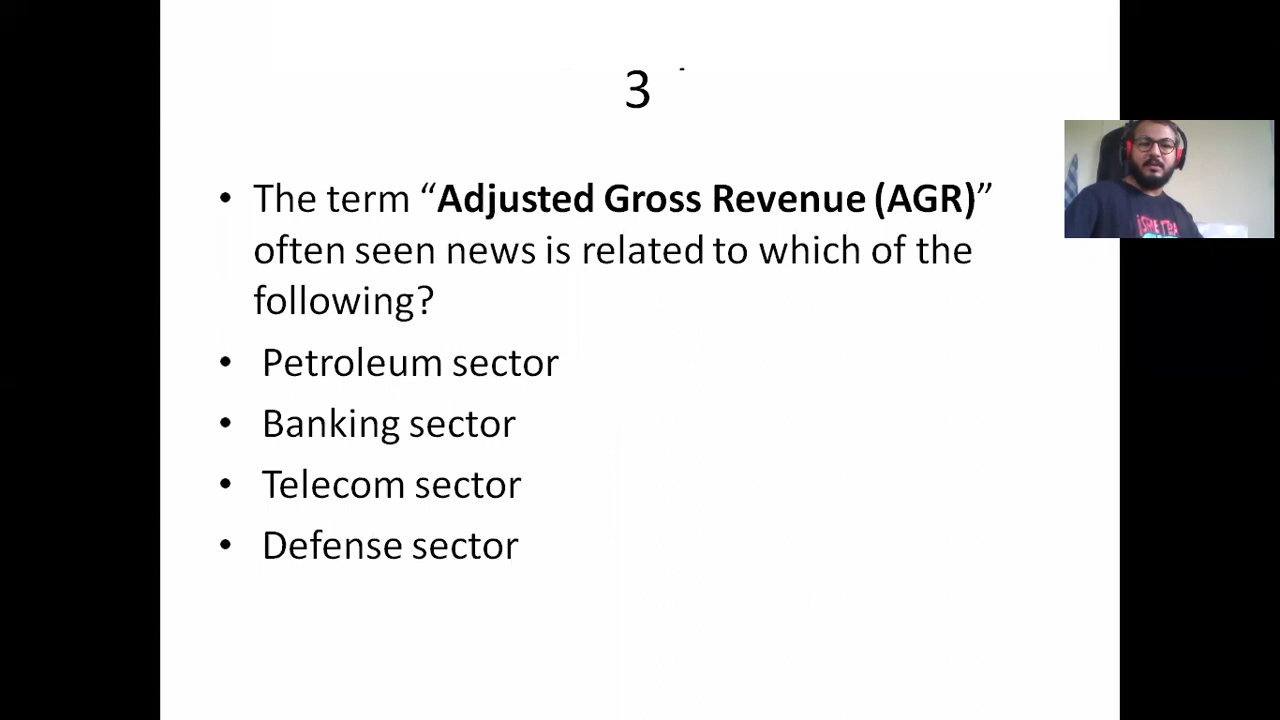 3
• The term “Adjusted Gross Revenue (AGR)”
often seen news is related to which of the
following?
• Petroleum sector
• Banking sector
• Telecom sector
• Defense sector